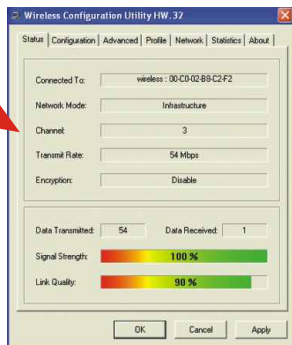 Wireless Configuration Utility HW.32
Status Configuration Advanced Profile Network Statistics About
Connected To: wireless : 00-C0-02-B8-C2-F2
Network Mode: Infrastructure
Channel: 3
Transmit Rate: 54 Mbps
Encryption: Disable
Data Transmitted: 54 Data Received: 1
Signal Strength: 100 %
Link Quality: 90 %
OK Cancel Apply